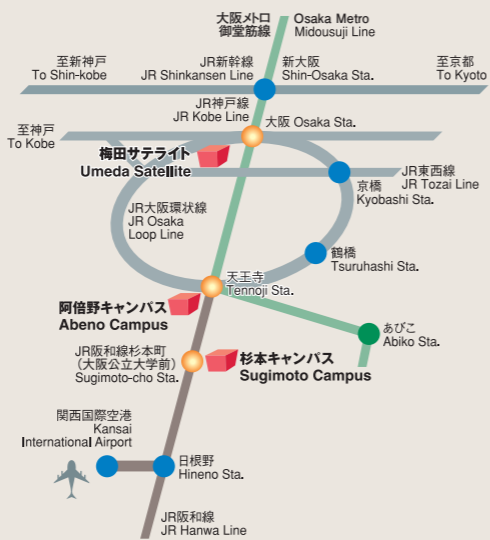 大阪メトロ
御堂筋線
Osaka Metro
Midousuji Line
至新神戸
To Shin-kobe
JR新幹線
JR Shinkansen Line
新大阪
Shin-Osaka Sta.
至京都
To Kyoto
JR神戸線
JR Kobe Line
至神戸
To Kobe
大阪 Osaka Sta.
梅田サテライト
Umeda Satellite
JR東西線
JR Tozai Line
京橋
Kyobashi Sta.
JR大阪環状線
JR Osaka
Loop Line
鶴橋
Tsuruhashi Sta.
天王寺
Tennoji Sta.
阿倍野キャンパス
Abeno Campus
あびこ
Abiko Sta.
JR阪和線杉本町
（大阪公立大学前）
Sugimoto-cho Sta.
杉本キャンパス
Sugimoto Campus
関西国際空港
Kansai
International Airport
日根野
Hineno Sta.
JR阪和線
JR Hanwa Line